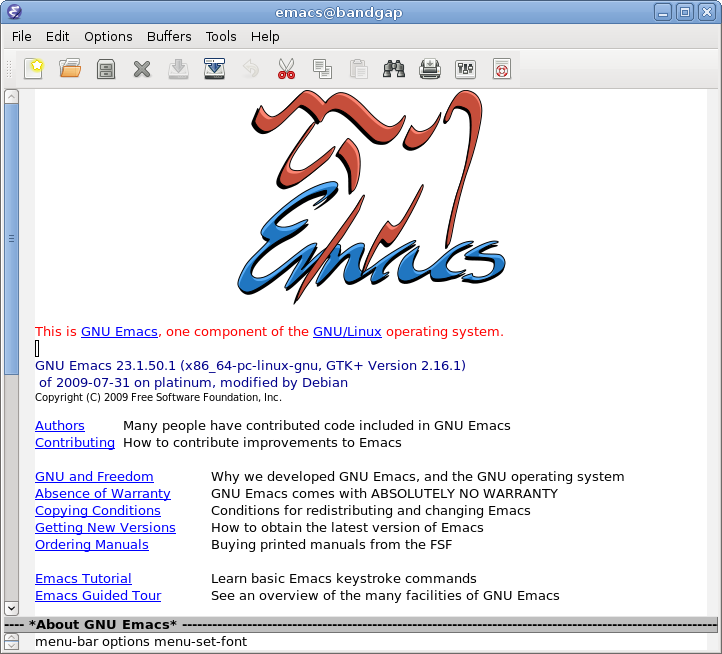 emacs@bandgap
File Edit Options Buffers Tools Help
Emacs
This is GNU Emacs, one component of the GNU/Linux operating system.
GNU Emacs 23.1.50.1 (x86_64-pc-linux-gnu, GTK+ Version 2.16.1)
of 2009-07-31 on platinum, modified by Debian
Copyright (C) 2009 Free Software Foundation, Inc.
Authors Many people have contributed code included in GNU Emacs
Contributing How to contribute improvements to Emacs
GNU and Freedom Why we developed GNU Emacs, and the GNU operating system
Absence of Warranty GNU Emacs comes with ABSOLUTELY NO WARRANTY
Copying Conditions Conditions for redistributing and changing Emacs
Getting New Versions How to obtain the latest version of Emacs
Ordering Manuals Buying printed manuals from the FSF
Emacs Tutorial Learn basic Emacs keystroke commands
Emacs Guided Tour See an overview of the many facilities of GNU Emacs
---- *About GNU Emacs* ----------------------------------------------------------------
menu-bar options menu-set-font